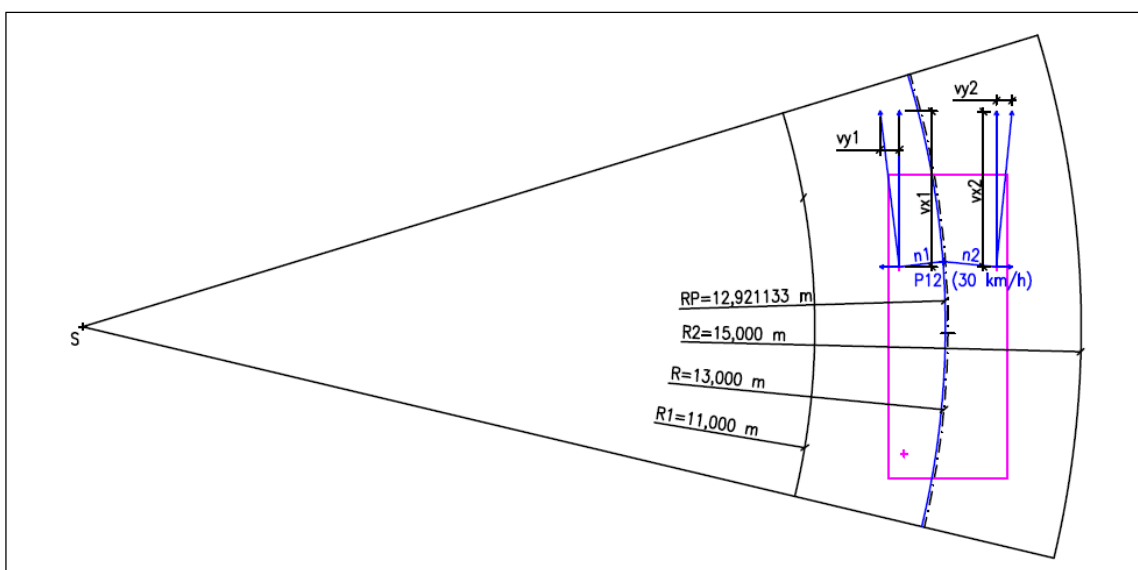 vy2
vy1
vx1
vx2
n1
n2
P12 (30 km/h)
RP=12,921133 m
S
R2=15,000 m
R=13,000 m
R1=11,000 m